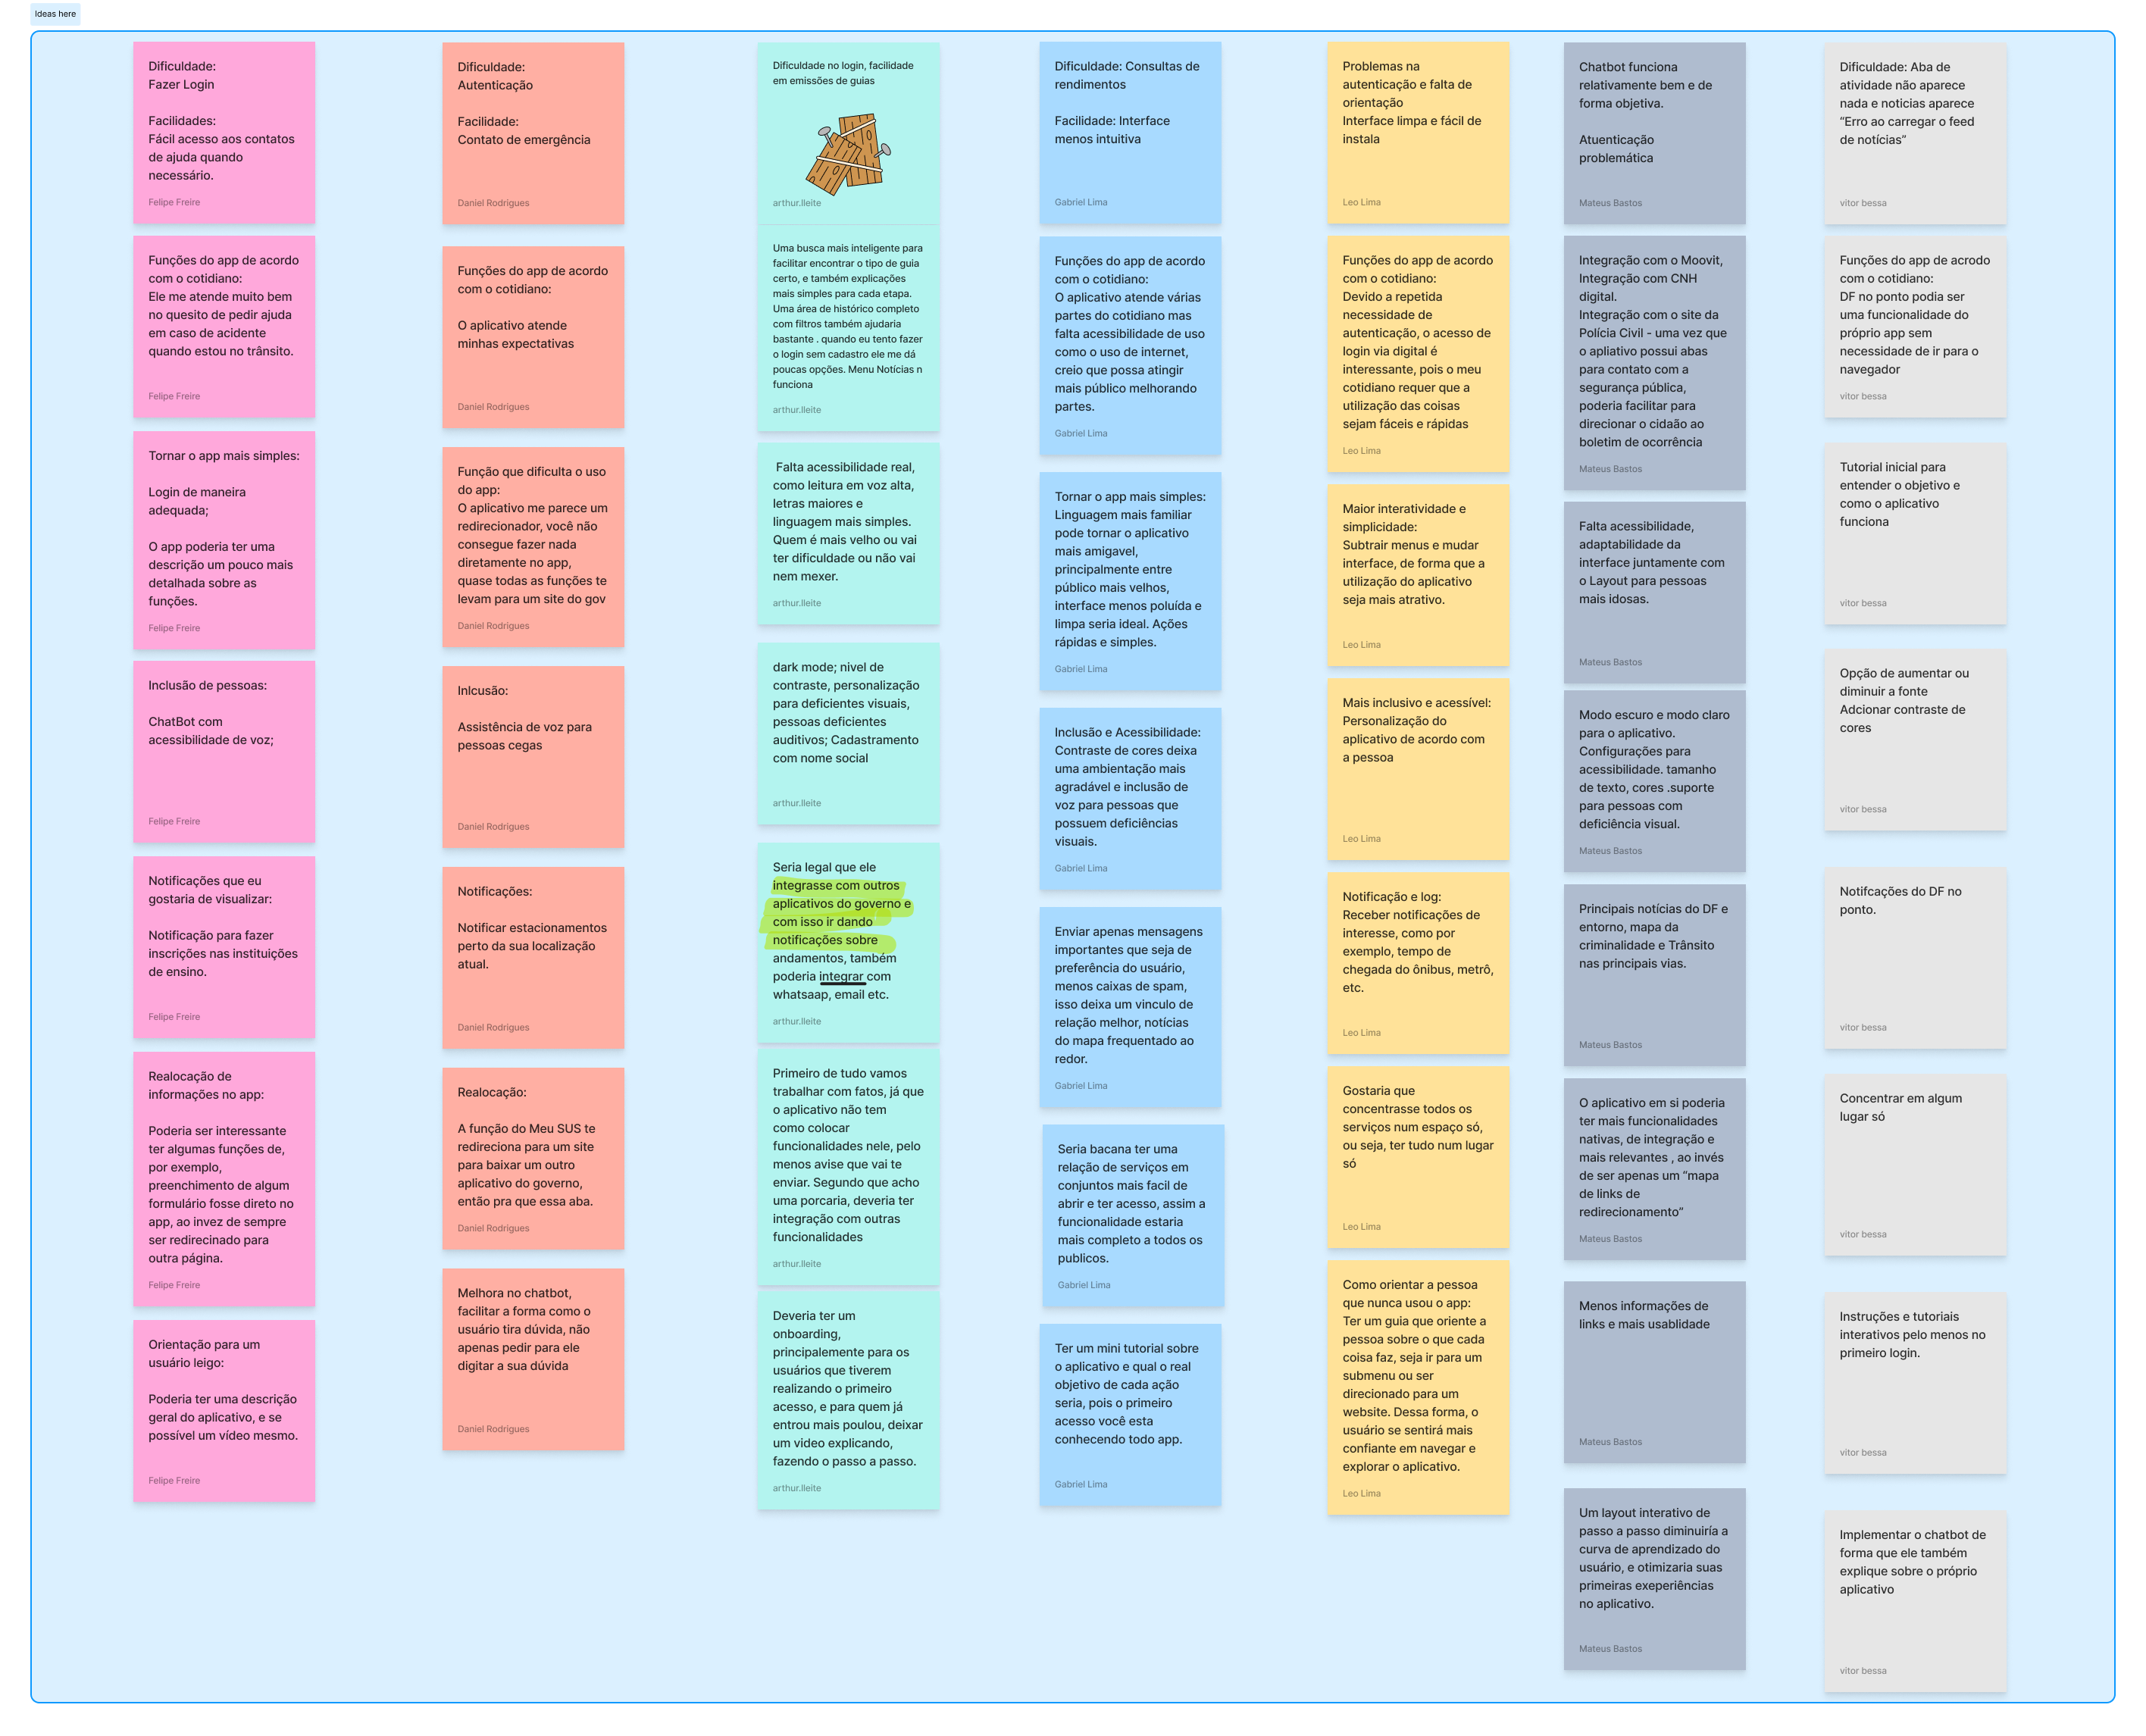 Ideas here
Dificuldade:
Fazer Login
Facilidades:
Fácil acesso aos contatos
de ajuda quando
necessário.
Felipe Freire
Funções do app de acordo
com o cotidiano:
Ele me atende muito bem
no quesito de pedir ajuda
em caso de acidente
quando estou no trânsito.
Felipe Freire
Tornar o app mais simples:
Login de maneira
adequada;
O app poderia ter uma
descrição um pouco mais
detalhada sobre as
funções.
Felipe Freire
Inclusão de pessoas:
ChatBot com
acessibilidade de voz;
Felipe Freire
Notificações que eu
gostaria de visualizar:
Notificação para fazer
inscrições nas instituições
de ensino.
Felipe Freire
Realocação de
informações no app:
Poderia ser interessante
ter algumas funções de,
por exemplo,
preenchimento de algum
formulário fosse direto no
app, ao invez de sempre
ser redirecinado para
outra página.
Felipe Freire
Orientação para um
usuário leigo:
Poderia ter uma descrição
geral do aplicativo, e se
possível um vídeo mesmo.
Felipe Freire
Dificuldade:
Autenticação
Facilidade:
Contato de emergência
Daniel Rodrigues
Funções do app de acordo
com o cotidiano:
O aplicativo atende
minhas expectativas
Daniel Rodrigues
Função que dificulta o uso
do app:
O aplicativo me parece um
redirecionador, você não
consegue fazer nada
diretamente no app,
quase todas as funções te
levam para um site do gov
Daniel Rodrigues
Inlcusão:
Assistência de voz para
pessoas cegas
Daniel Rodrigues
Notificações:
Notificar estacionamentos
perto da sua localização
atual.
Daniel Rodrigues
Realocação:
A função do Meu SUS te
redireciona para um site
para baixar um outro
aplicativo do governo,
então pra que essa aba.
Daniel Rodrigues
Melhora no chatbot,
facilitar a forma como o
usuário tira dúvida, não
apenas pedir para ele
digitar a sua dúvida
Daniel Rodrigues
Dificuldade no login, facilidade
em emissões de guias
arthur.lleite
Uma busca mais inteligente para
facilitar encontrar o tipo de guia
certo, e também explicações
mais simples para cada etapa.
Uma área de histórico completo
com filtros também ajudaria
bastante . quando eu tento fazer
o login sem cadastro ele me dá
poucas opções. Menu Notícias n
funciona
arthur.lleite
Falta acessibilidade real,
como leitura em voz alta,
letras maiores e
linguagem mais simples.
Quem é mais velho ou vai
ter dificuldade ou não vai
nem mexer.
arthur.lleite
dark mode; nivel de
contraste, personalização
para deficientes visuais,
pessoas deficientes
auditivos; Cadastramento
com nome social
arthur.lleite
Seria legal que ele
integrasse com outros
aplicativos do governo e
com isso ir dando
notificações sobre
andamentos, também
poderia integrar com
whatsaap, email etc.
arthur.lleite
Primeiro de tudo vamos
trabalhar com fatos, já que
o aplicativo não tem
como colocar
funcionalidades nele, pelo
menos avise que vai te
enviar. Segundo que acho
uma porcaria, deveria ter
integração com outras
funcionalidades
arthur.lleite
Deveria ter um
onboarding,
principalemente para os
usuários que tiverem
realizando o primeiro
acesso, e para quem já
entrou mais poulou, deixar
um video explicando,
fazendo o passo a passo.
arthur.lleite
Dificuldade: Consultas de
rendimentos
Facilidade: Interface
menos intuitiva
Gabriel Lima
Funções do app de acordo
com o cotidiano:
O aplicativo atende várias
partes do cotidiano mas
falta acessibilidade de uso
como o uso de internet,
creio que possa atingir
mais público melhorando
partes.
Gabriel Lima
Tornar o app mais simples:
Linguagem mais familiar
pode tornar o aplicativo
mais amigavel,
principalmente entre
público mais velhos,
interface menos poluída e
limpa seria ideal. Ações
rápidas e simples.
Gabriel Lima
Inclusão e Acessibilidade:
Contraste de cores deixa
uma ambientação mais
agradável e inclusão de
voz para pessoas que
possuem deficiências
visuais.
Gabriel Lima
Enviar apenas mensagens
importantes que seja de
preferência do usuário,
menos caixas de spam,
isso deixa um vinculo de
relação melhor, notícias
do mapa frequentado ao
redor.
Gabriel Lima
Seria bacana ter uma
relação de serviços em
conjuntos mais facil de
abrir e ter acesso, assim a
funcionalidade estaria
mais completo a todos os
publicos.
Gabriel Lima
Ter um mini tutorial sobre
o aplicativo e qual o real
objetivo de cada ação
seria, pois o primeiro
acesso você esta
conhecendo todo app.
Gabriel Lima
Problemas na
autenticação e falta de
orientação
Interface limpa e fácil de
instala
Leo Lima
Funções do app de acordo
com o cotidiano:
Devido a repetida
necessidade de
autenticação, o acesso de
login via digital é
interessante, pois o meu
cotidiano requer que a
utilização das coisas
sejam fáceis e rápidas
Leo Lima
Maior interatividade e
simplicidade:
Subtrair menus e mudar
interface, de forma que a
utilização do aplicativo
seja mais atrativo.
Leo Lima
Mais inclusivo e acessível:
Personalização do
aplicativo de acordo com
a pessoa
Leo Lima
Notificação e log:
Receber notificações de
interesse, como por
exemplo, tempo de
chegada do ônibus, metrô,
etc.
Leo Lima
Gostaria que
concentrasse todos os
serviços num espaço só,
ou seja, ter tudo num lugar
só
Leo Lima
Como orientar a pessoa
que nunca usou o app:
Ter um guia que oriente a
pessoa sobre o que cada
coisa faz, seja ir para um
submenu ou ser
direcionado para um
website. Dessa forma, o
usuário se sentirá mais
confiante em navegar e
explorar o aplicativo.
Leo Lima
Chatbot funciona
relativamente bem e de
forma objetiva.
Atuenticação
problemática
Mateus Bastos
Integração com o Moovit,
Integração com CNH
digital.
Integração com o site da
Polícia Civil - uma vez que
o apliativo possui abas
para contato com a
segurança pública,
poderia facilitar para
direcionar o cidaão ao
boletim de ocorrência
Mateus Bastos
Falta acessibilidade,
adaptabilidade da
interface juntamente com
o Layout para pessoas
mais idosas.
Mateus Bastos
Modo escuro e modo claro
para o aplicativo.
Configurações para
acessibilidade. tamanho
de texto, cores .suporte
para pessoas com
deficiência visual.
Mateus Bastos
Principais notícias do DF e
entorno, mapa da
criminalidade e Trânsito
nas principais vias.
Mateus Bastos
O aplicativo em si poderia
ter mais funcionalidades
nativas, de integração e
mais relevantes , ao invés
de ser apenas um “mapa
de links de
redirecionamento”
Mateus Bastos
Menos informações de
links e mais usablidade
Mateus Bastos
Um layout interativo de
passo a passo diminuiría a
curva de aprendizado do
usuário, e otimizaria suas
primeiras exeperiências
no aplicativo.
Mateus Bastos
Dificuldade: Aba de
atividade não aparece
nada e noticias aparece
“Erro ao carregar o feed
de notícias”
vitor bessa
Funções do app de acrodo
com o cotidiano:
DF no ponto podia ser
uma funcionalidade do
próprio app sem
necessidade de ir para o
navegador
vitor bessa
Tutorial inicial para
entender o objetivo e
como o aplicativo
funciona
vitor bessa
Opção de aumentar ou
diminuir a fonte
Adcionar contraste de
cores
vitor bessa
Notifcações do DF no
ponto.
vitor bessa
Concentrar em algum
lugar só
vitor bessa
Instruções e tutoriais
interativos pelo menos no
primeiro login.
vitor bessa
Implementar o chatbot de
forma que ele também
explique sobre o próprio
aplicativo
vitor bessa